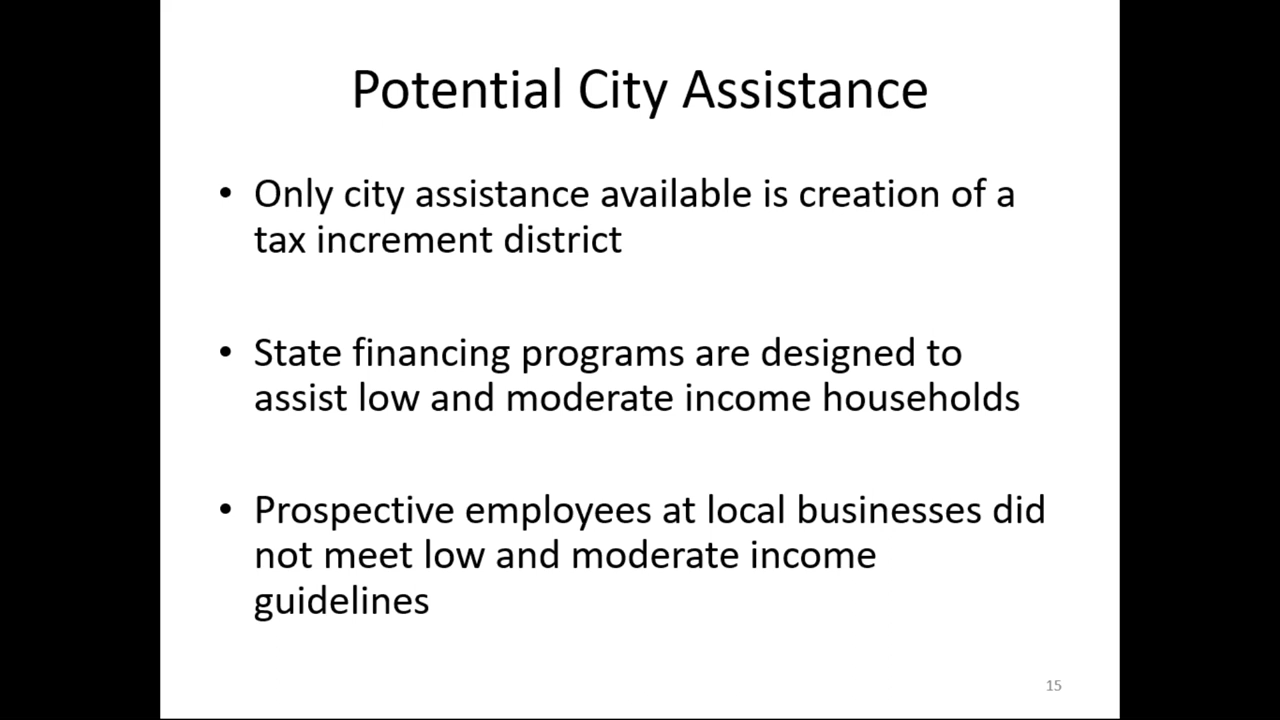 Potential City Assistance
• Only city assistance available is creation of a
tax increment district
• State financing programs are designed to
assist low and moderate income households
• Prospective employees at local businesses did
not meet low and moderate income
guidelines
15